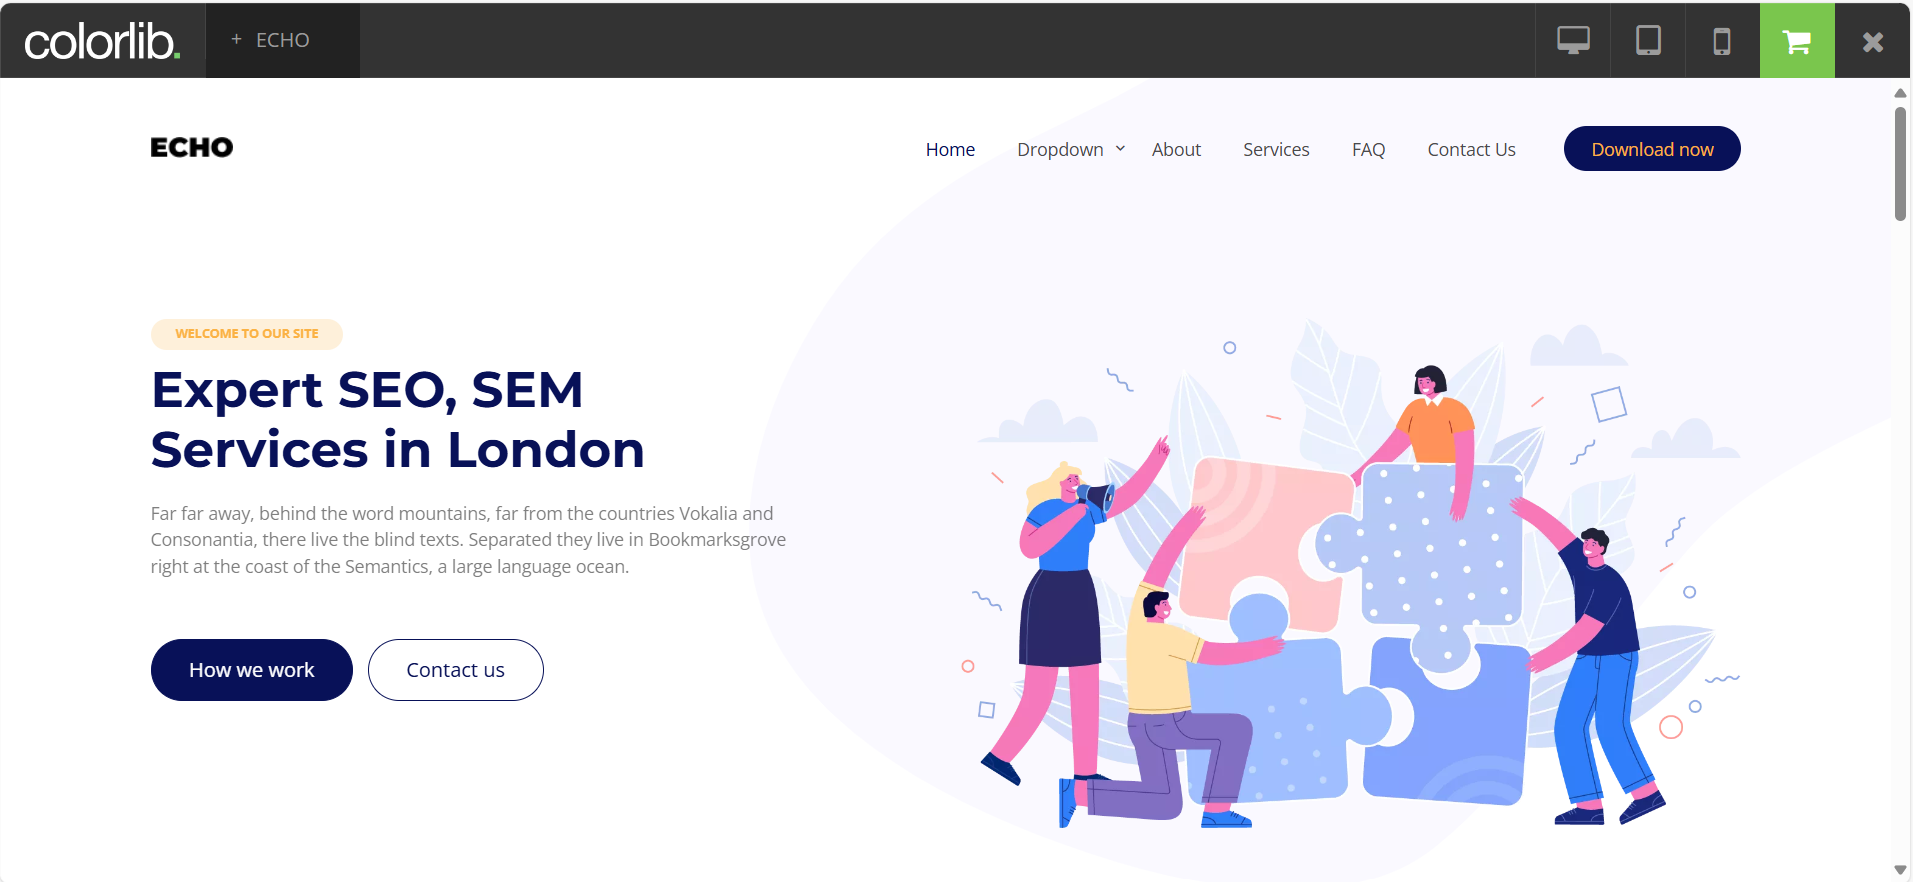 colorlib.
+ ECHO
ECHO
Home Dropdown About Services FAQ Contact Us Download now
WELCOME TO OUR SITE
Expert SEO, SEM
Services in London
Far far away, behind the word mountains, far from the countries Vokalia and
Consonantia, there live the blind texts. Separated they live in Bookmarksgrove
right at the coast of the Semantics, a large language ocean.
How we work Contact us